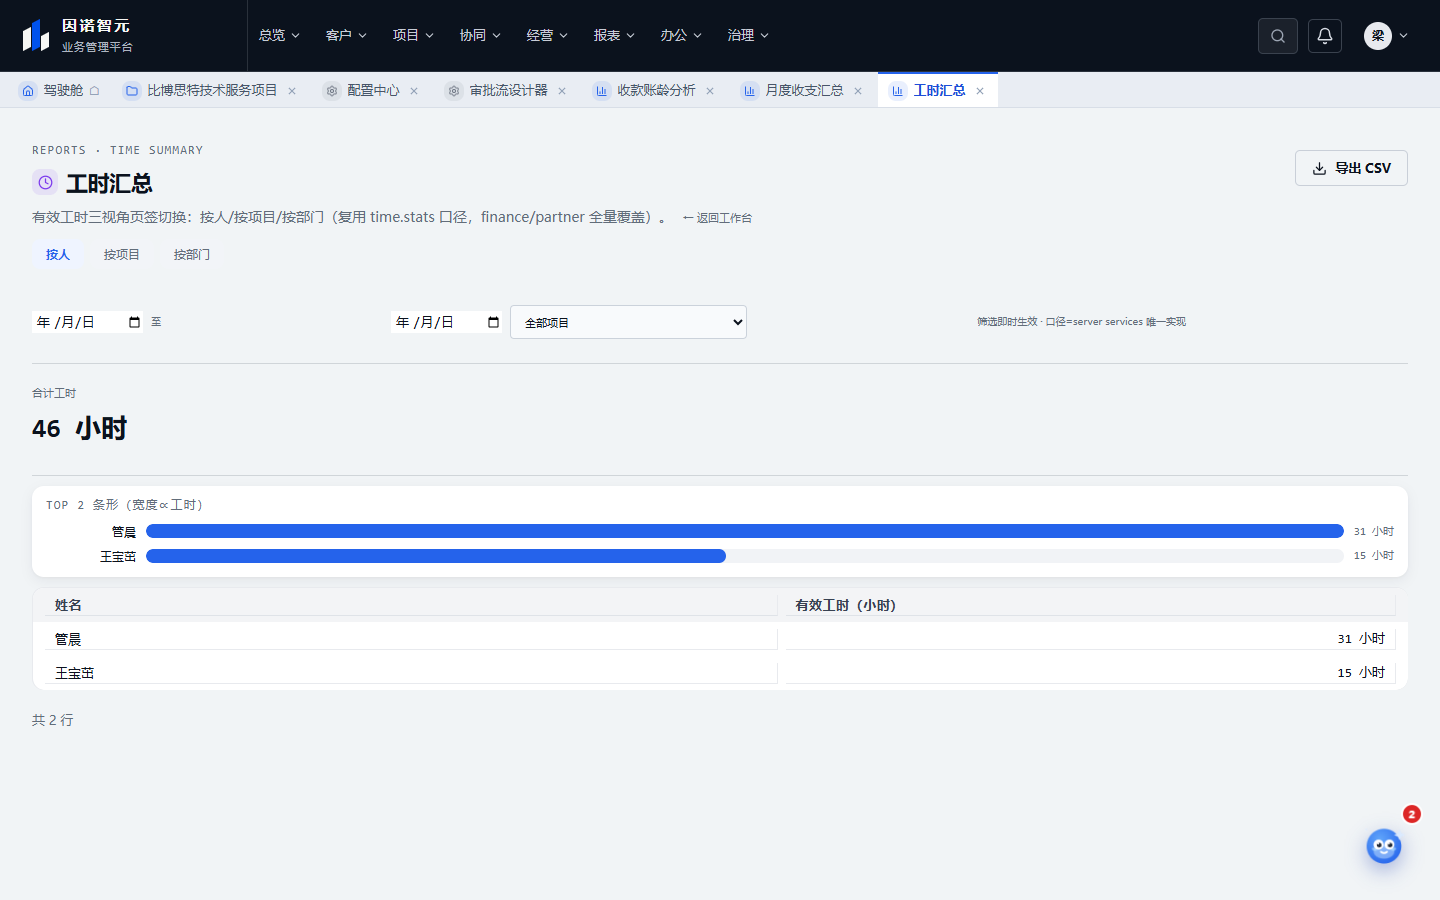 因诺智元
业务管理平台
总览 客户 项目 协同 经营 报表 办公 治理
梁
驾驶舱 比博思特技术服务项目 配置中心 审批流设计器 收款账龄分析 月度收支汇总 工时汇总
REPORTS · TIME SUMMARY
工时汇总
导出 CSV
有效工时三视角页签切换：按人/按项目/按部门（复用 time.stats 口径，finance/partner 全量覆盖）。 ←返回工作台
按人 按项目 按部门
年 /月/日 至 年 /月/日 全部项目 筛选即时生效 · 口径=server services 唯一实现
合计工时
46 小时
TOP 2 条形（宽度∝工时）
管晨 31 小时
王宝茁 15 小时
姓名 有效工时（小时）
管晨 31 小时
王宝茁 15 小时
共 2 行
2